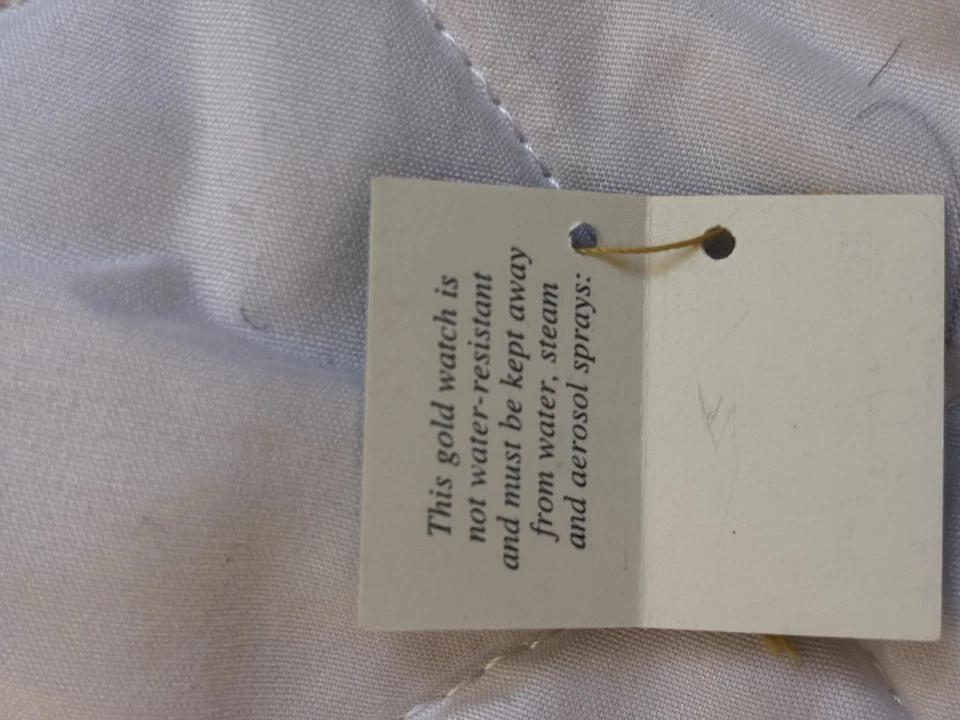 This gold watch is
not water-resistant
and must be kept away
from water, steam
and aerosol sprays: